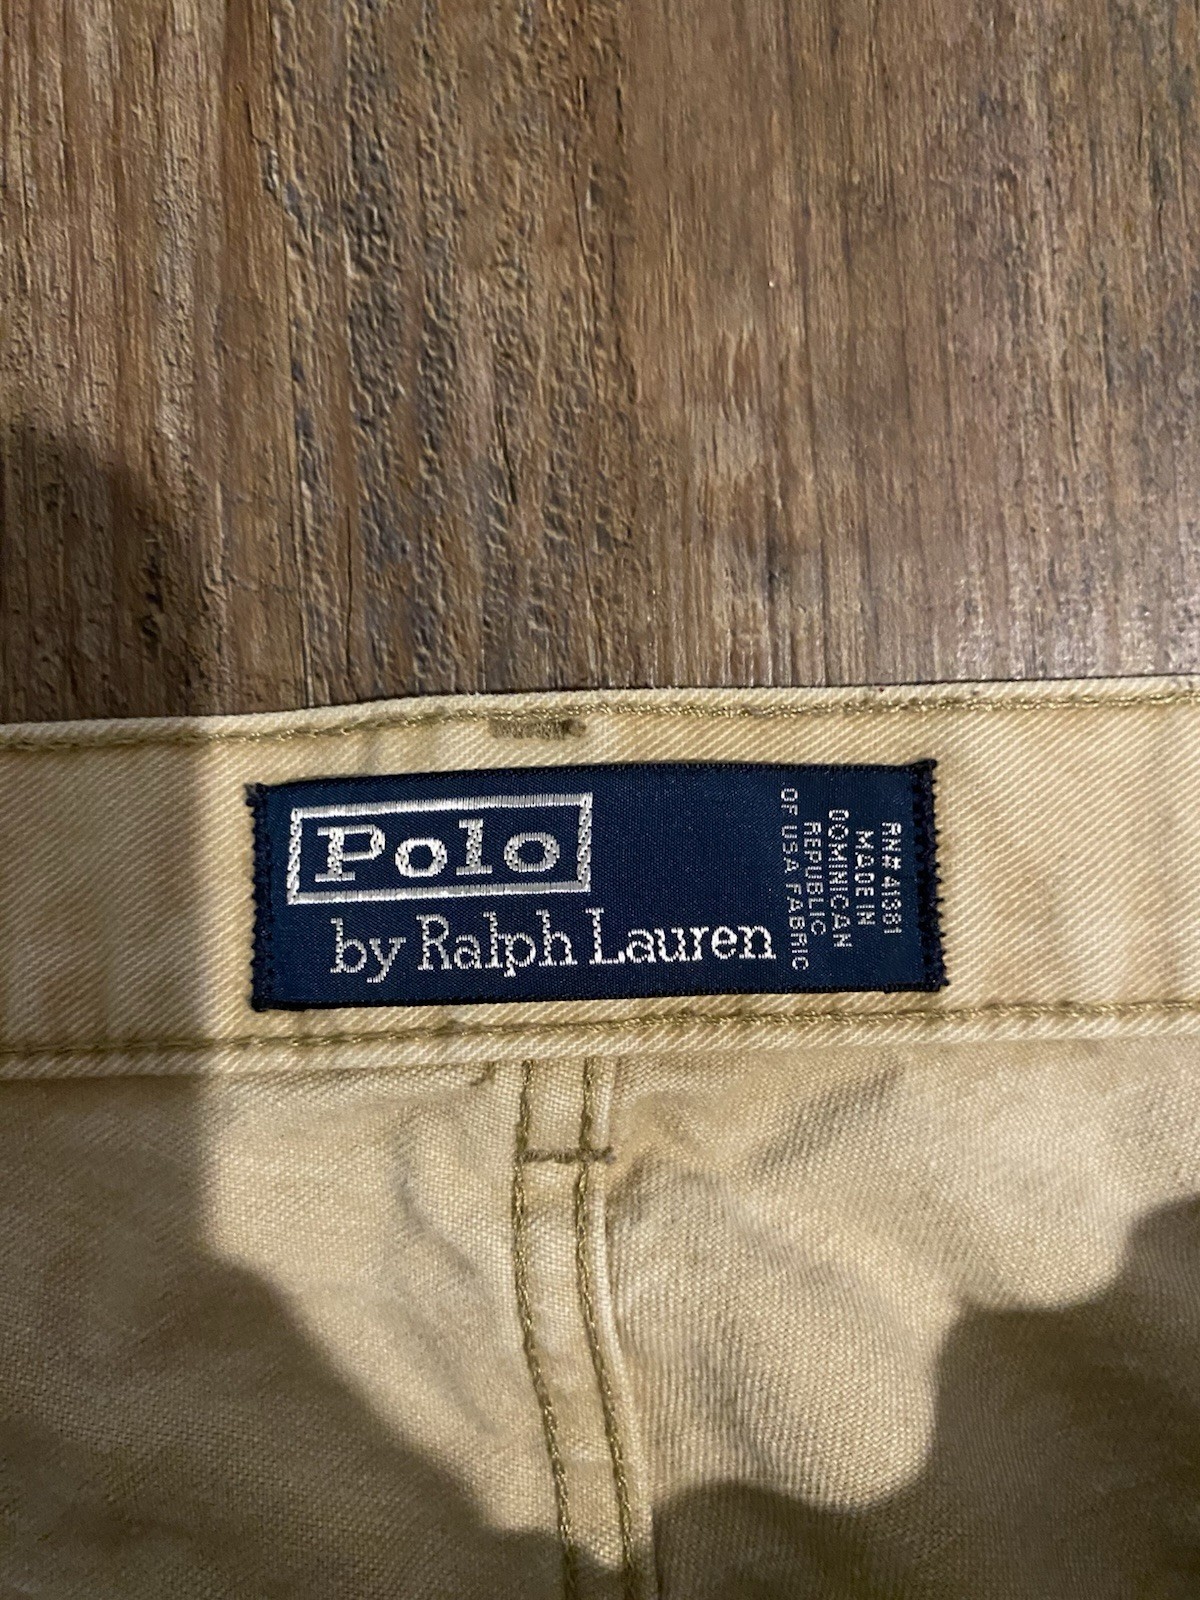 Polo
by Ralph Lauren
RN# 41381
MADE IN
DOMINICAN
REPUBLIC
OF USA FABRIC